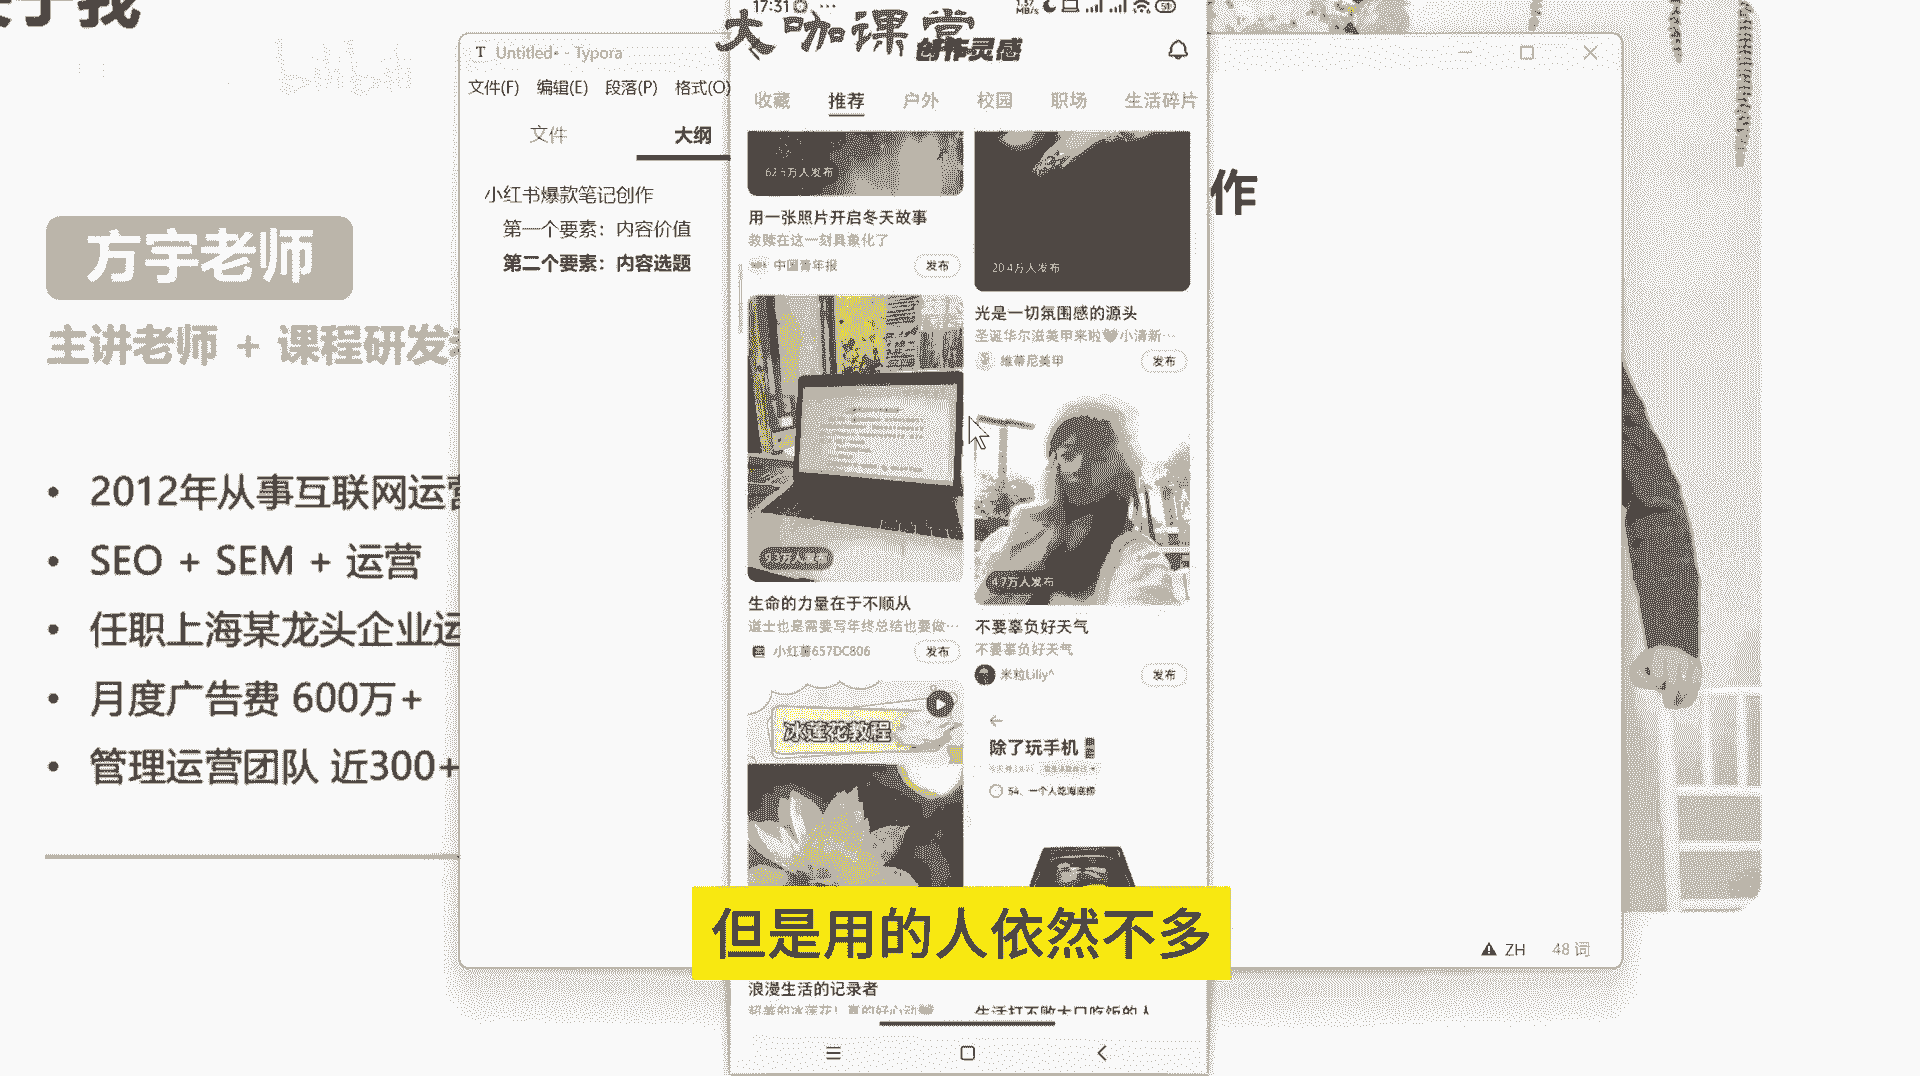 于我
bilibili
方宇老师
主讲老师 + 课程研发
• 2012年从事互联网运营
• SEO + SEM + 运营
• 任职上海某龙头企业运
• 月度广告费 600万+
• 管理运营团队 近300+
T Untitled• - Typora
文件(F) 编辑(E) 段落(P) 格式(O)
文件 大纲
小红书爆款笔记创作
第一个要素：内容价值
第二个要素：内容选题
作
ZH 48 词
17:31
MB/s
大咖课堂
创作灵感
收藏 推荐 户外 校园 职场 生活碎片
62.5万人发布
用一张照片开启冬天故事
救赎在这一刻具象化了
中国青年报 发布
20.4万人发布
光是一切氛围感的源头
圣诞华尔滋美甲来啦🖤小清新…
维蒂尼美甲 发布
9.3万人发布
生命的力量在于不顺从
道士也是需要写年终总结也要做…
小红薯657DC806 发布
4.7万人发布
不要辜负好天气
不要辜负好天气
米粒Liliy^ 发布
冰莲花教程
浪漫生活的记录者
超美的冰莲花！真的好心动
除了玩手机
54、一个人吃海底捞
生活打不败大口吃饭的人
但是用的人依然不多